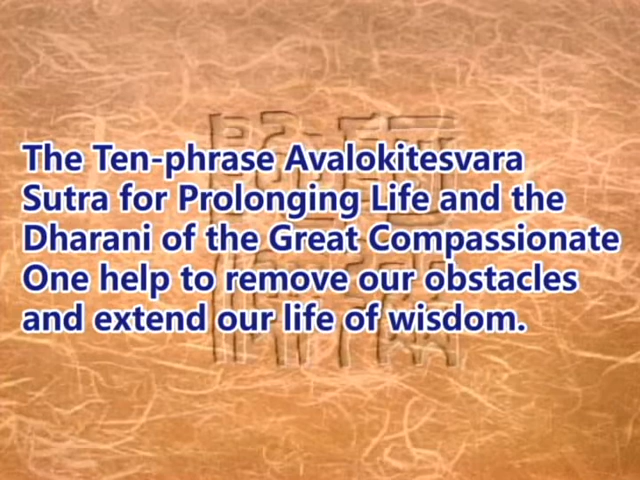 The Ten-phrase Avalokitesvara
Sutra for Prolonging Life and the
Dharani of the Great Compassionate
One help to remove our obstacles
and extend our life of wisdom.